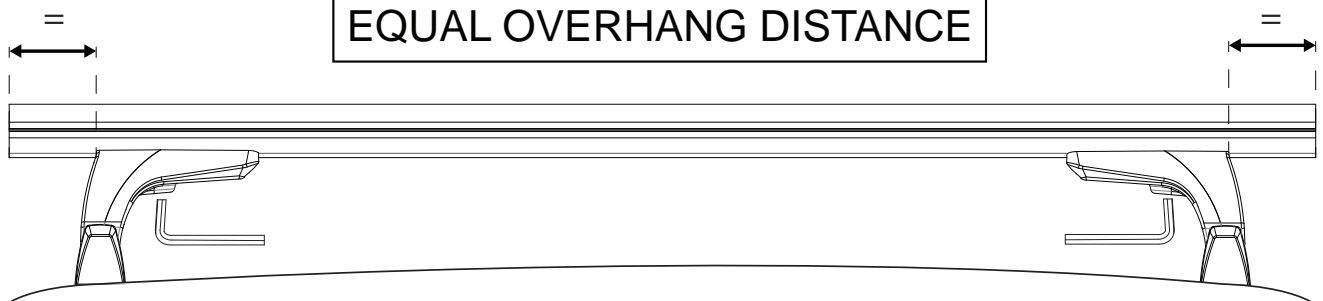 EQUAL OVERHANG DISTANCE
=
=